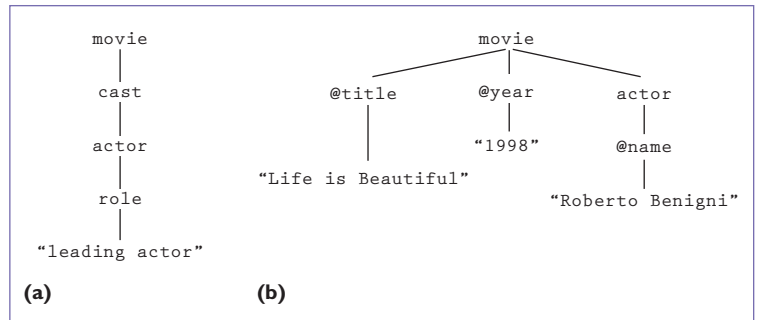 movie
cast
actor
role
“leading actor”
(a)
movie
@title @year actor
“1998” @name
“Life is Beautiful”
“Roberto Benigni”
(b)